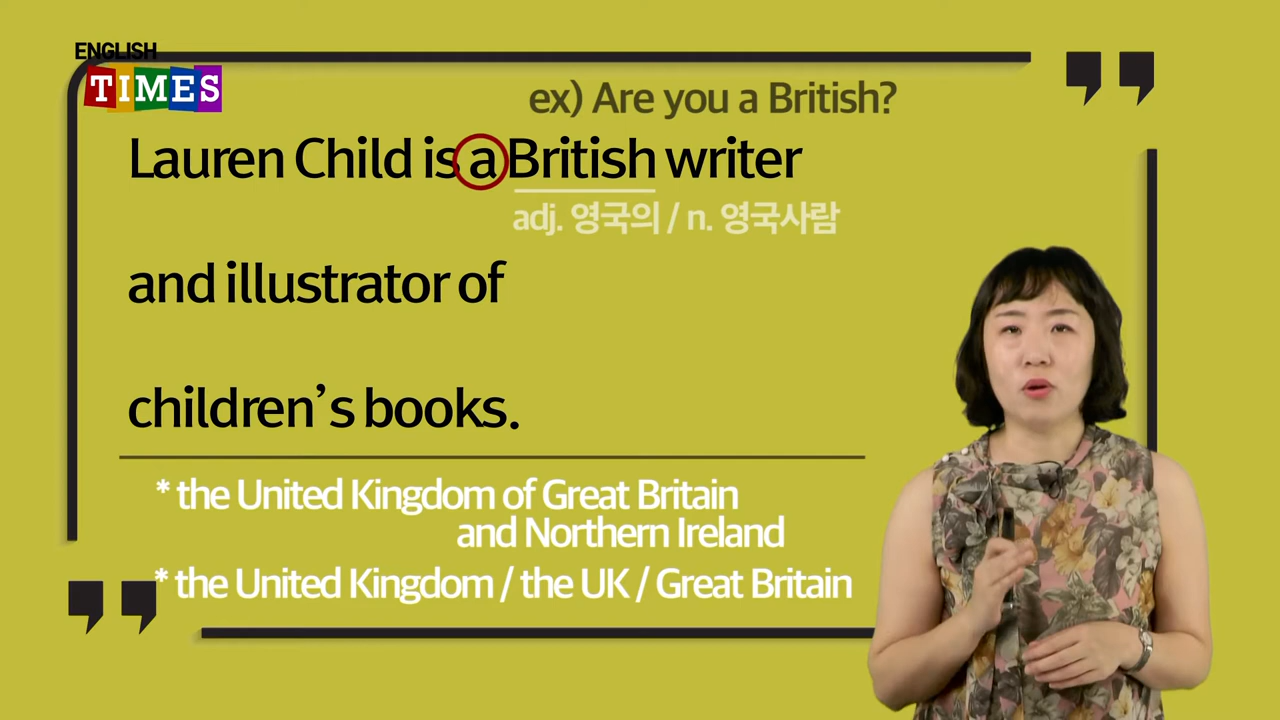 ENGLISH
TIMES
ex) Are you a British?
Lauren Child is a British writer
adj. 영국의 / n. 영국사람
and illustrator of
children’s books.
* the United Kingdom of Great Britain
and Northern Ireland
* the United Kingdom / the UK / Great Britain